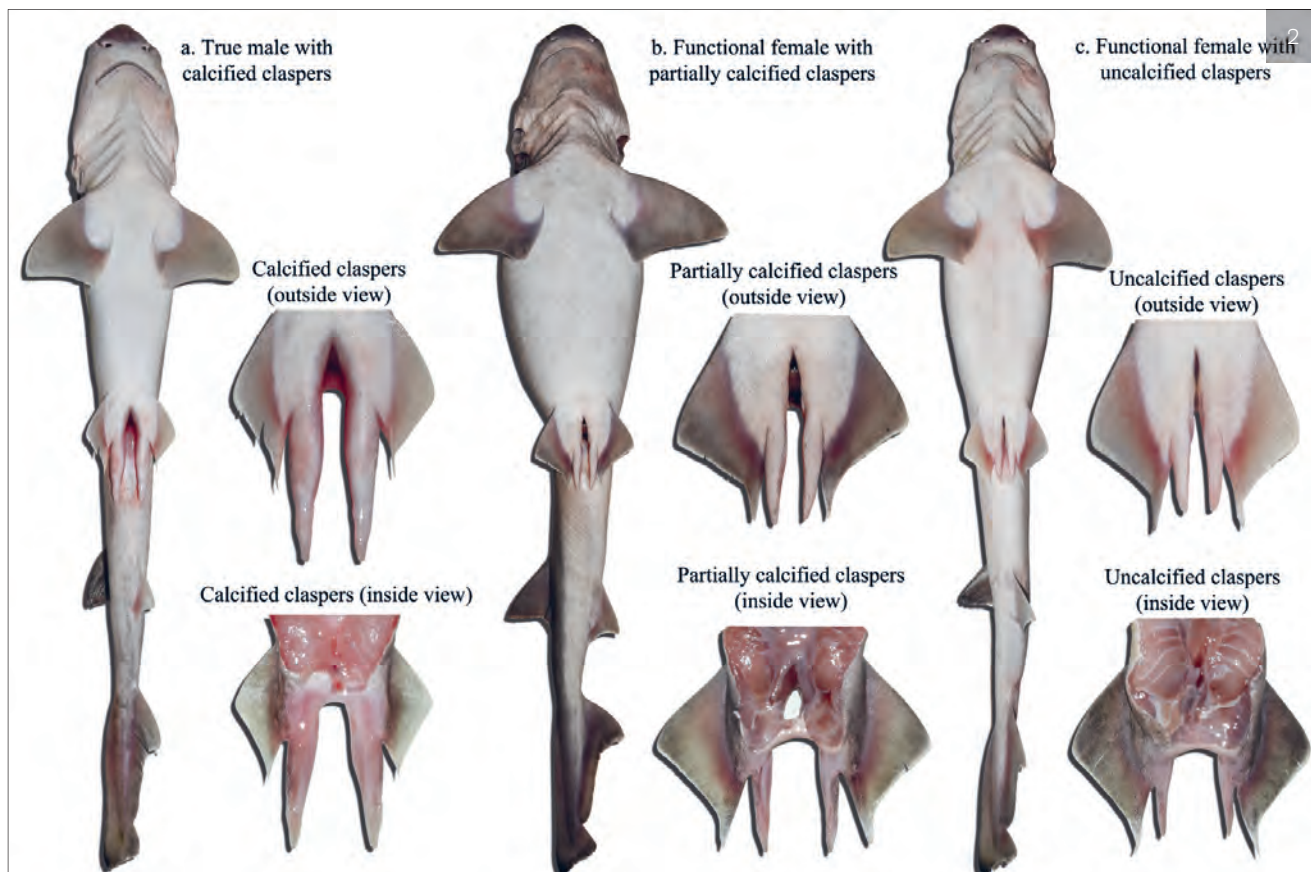 a. True male with
calcified claspers
b. Functional female with
partially calcified claspers
c. Functional female with
uncalcified claspers
2
Calcified claspers
(outside view)
Partially calcified claspers
(outside view)
Uncalcified claspers
(outside view)
Calcified claspers (inside view)
Partially calcified claspers
(inside view)
Uncalcified claspers
(inside view)